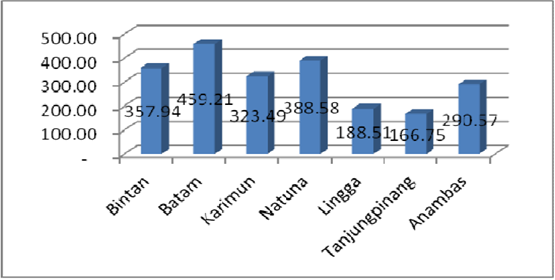 500.00
400.00
300.00
200.00
100.00
-
357.94
459.21
323.49
388.58
188.51
166.75
290.57
Bintan
Batam
Karimun
Natuna
Lingga
Tanjungpinang
Anambas